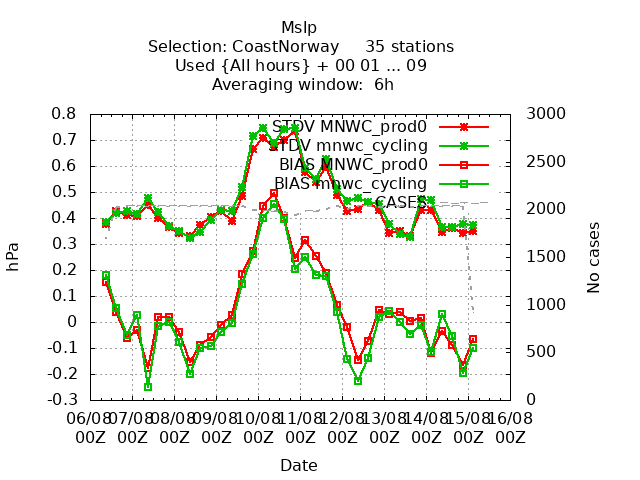 Mslp
Selection: CoastNorway 35 stations
Used {All hours} + 00 01 ... 09
Averaging window: 6h
0.8
0.7
0.6
0.5
0.4
0.3
0.2
0.1
0
-0.1
-0.2
-0.3
hPa
3000
2500
2000
1500
1000
500
0
No cases
STDV MNWC_prod0
STDV mnwc_cycling
BIAS MNWC_prod0
BIAS mnwc_cycling
CASES
06/08 07/08 08/08 09/08 10/08 11/08 12/08 13/08 14/08 15/08 16/08
00Z 00Z 00Z 00Z 00Z 00Z 00Z 00Z 00Z 00Z 00Z
Date